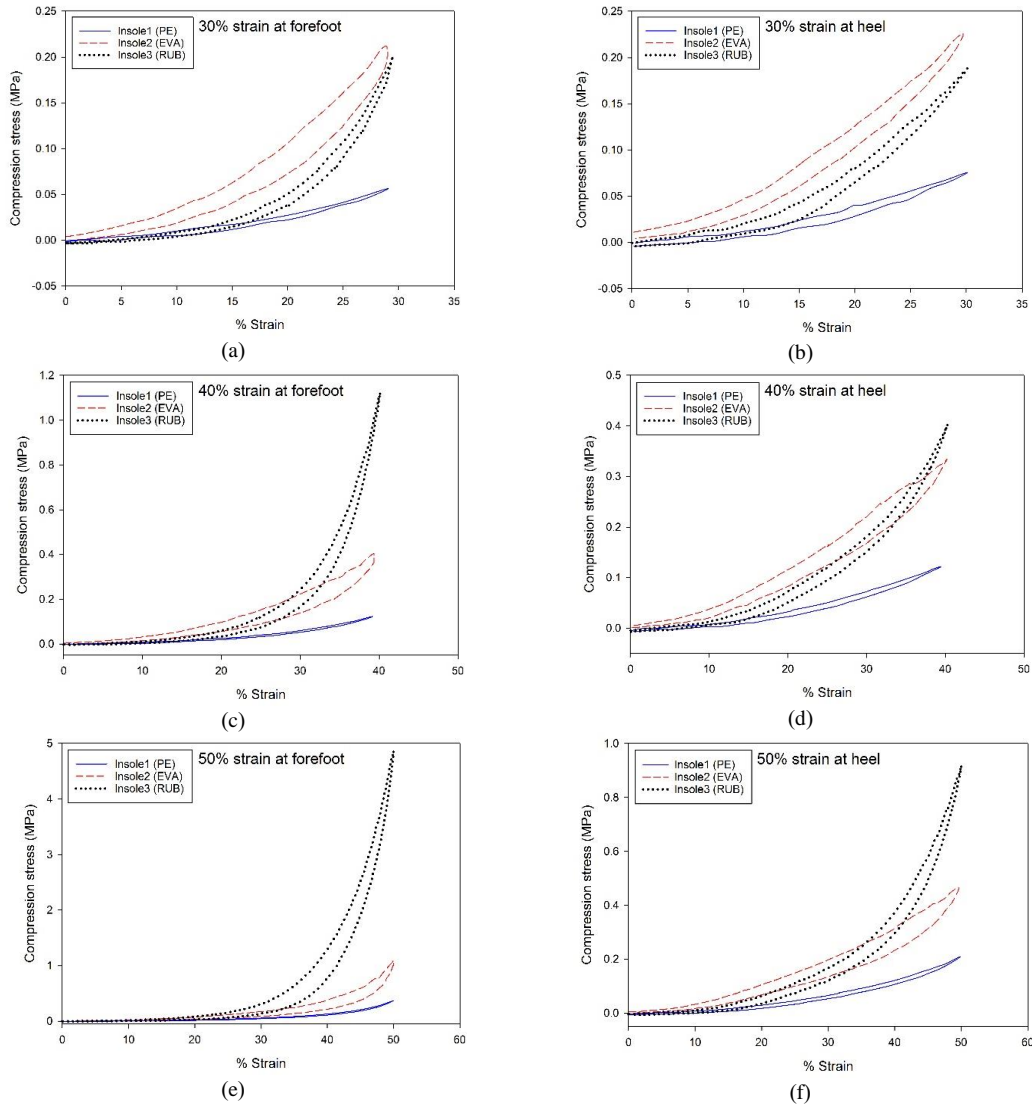 30% strain at forefoot
Insole1 (PE)
Insole2 (EVA)
Insole3 (RUB)
Compression stress (MPa)
0.25
0.20
0.15
0.10
0.05
0.00
-0.05
0 5 10 15 20 25 30 35
% Strain
(a)
30% strain at heel
Insole1 (PE)
Insole2 (EVA)
Insole3 (RUB)
Compression stress (MPa)
0.25
0.20
0.15
0.10
0.05
0.00
-0.05
0 5 10 15 20 25 30 35
% Strain
(b)
40% strain at forefoot
Insole1 (PE)
Insole2 (EVA)
Insole3 (RUB)
Compression stress (MPa)
1.2
1.0
0.8
0.6
0.4
0.2
0.0
0 10 20 30 40 50
% Strain
(c)
40% strain at heel
Insole1 (PE)
Insole2 (EVA)
Insole3 (RUB)
Compression stress (MPa)
0.5
0.4
0.3
0.2
0.1
0.0
0 10 20 30 40 50
% Strain
(d)
50% strain at forefoot
Insole1 (PE)
Insole2 (EVA)
Insole3 (RUB)
Compression stress (MPa)
5
4
3
2
1
0
0 10 20 30 40 50 60
% Strain
(e)
50% strain at heel
Insole1 (PE)
Insole2 (EVA)
Insole3 (RUB)
Compression stress (MPa)
1.0
0.8
0.6
0.4
0.2
0.0
0 10 20 30 40 50 60
% Strain
(f)